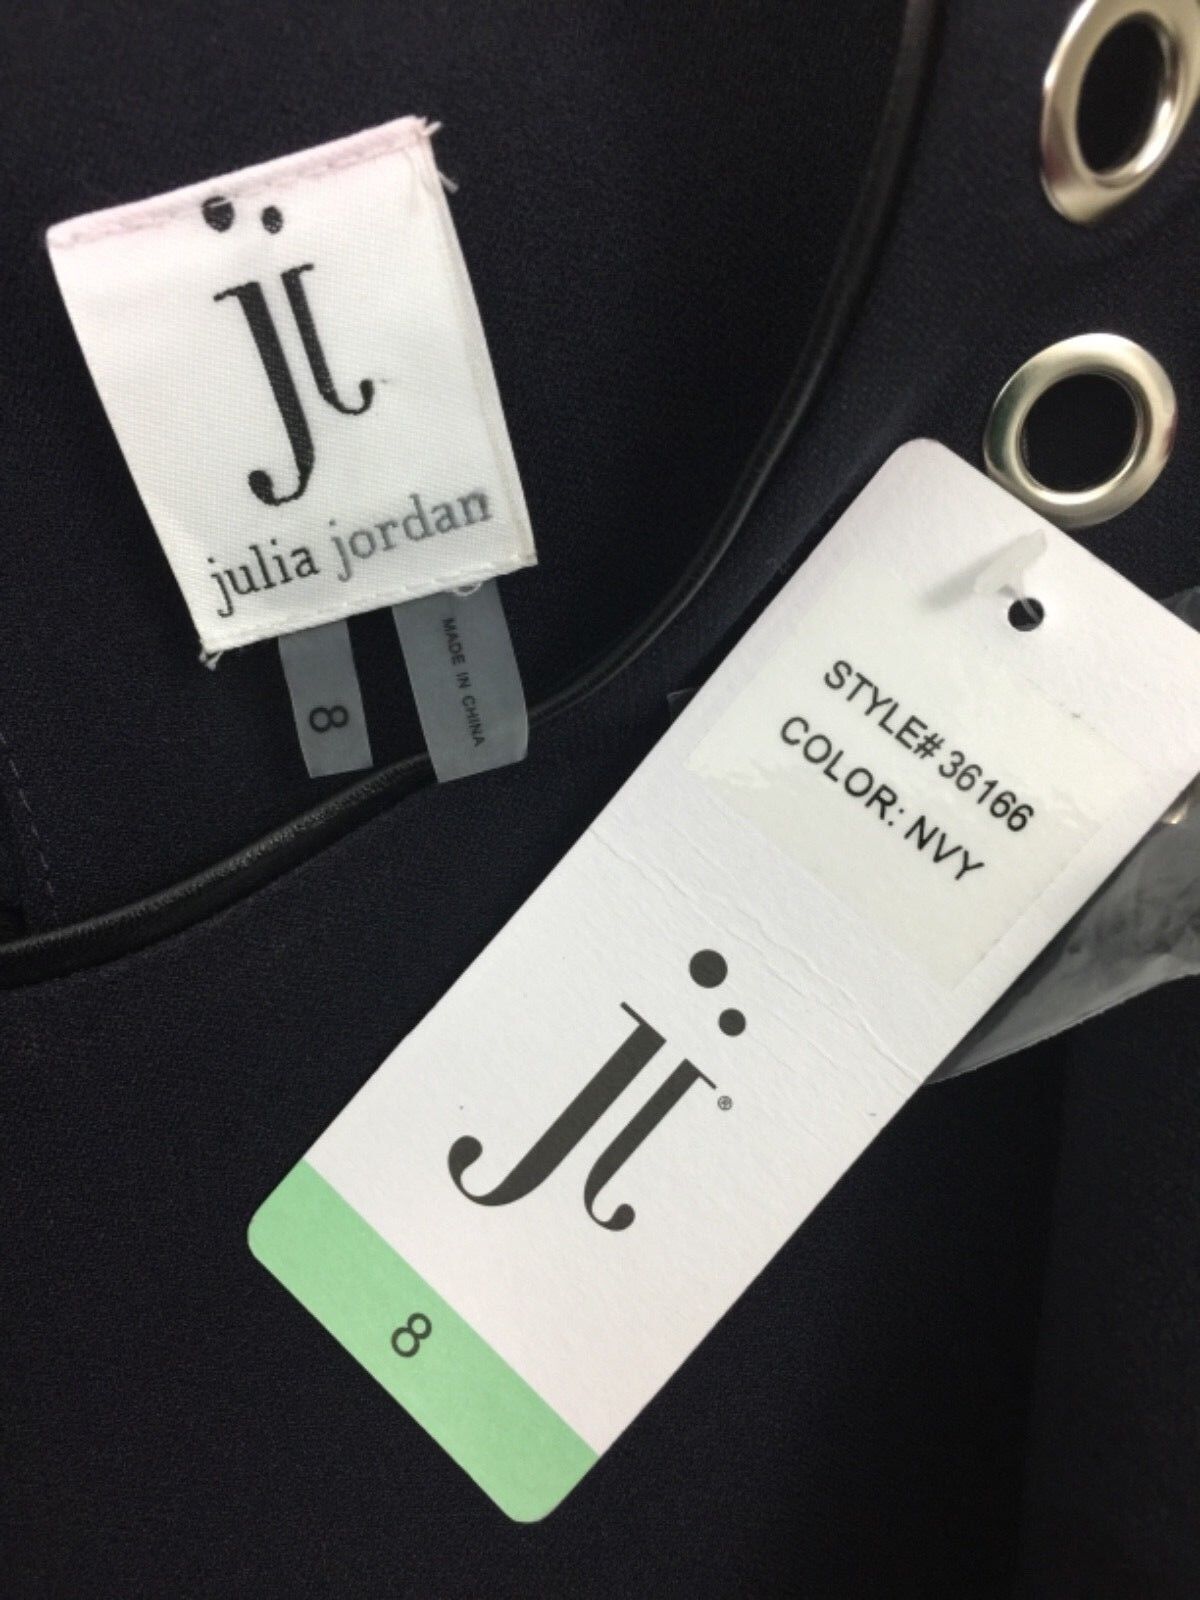 jj
julia jordan
8
MADE IN CHINA
STYLE# 36166
COLOR: NVY
jj®
8